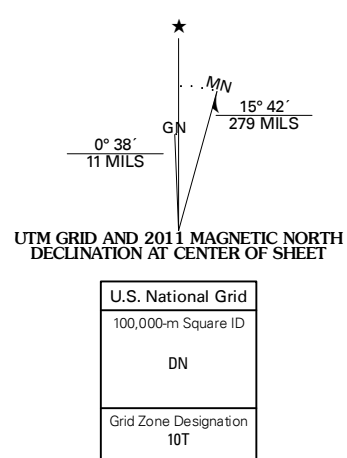 ★
MN
GN
15° 42´
279 MILS
0° 38´
11 MILS
UTM GRID AND 2011 MAGNETIC NORTH
DECLINATION AT CENTER OF SHEET
U.S. National Grid
100,000-m Square ID
DN
Grid Zone Designation
10T